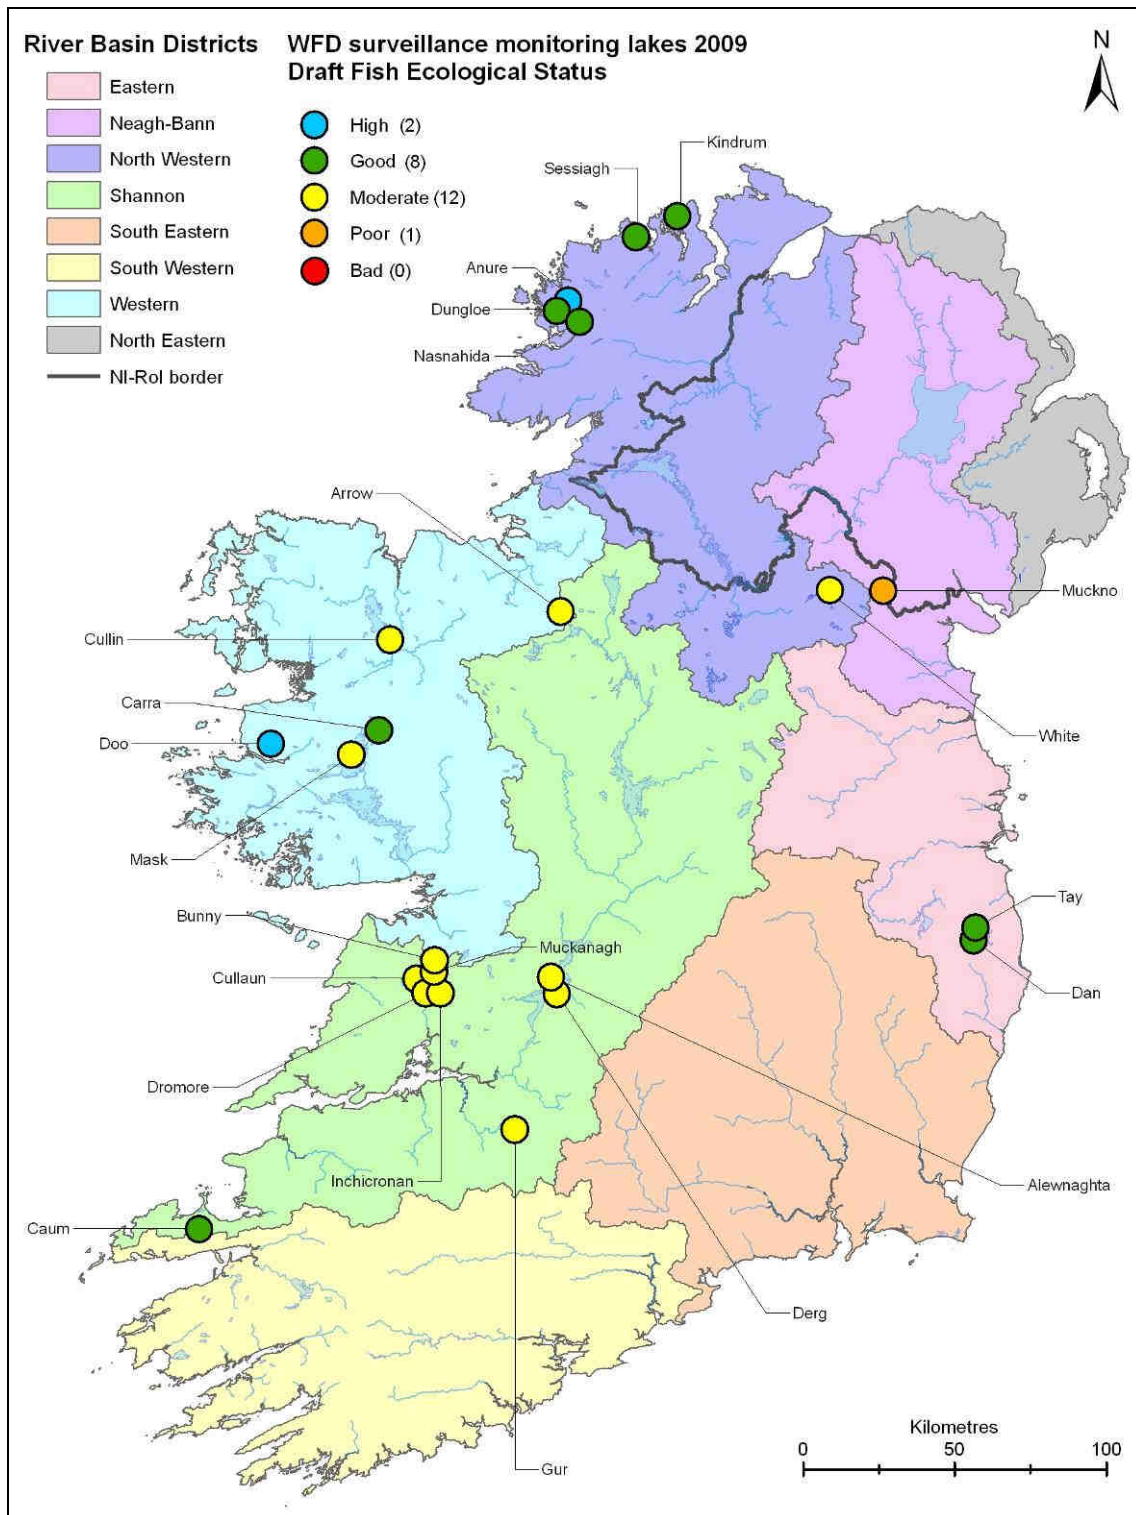 River Basin Districts
Eastern
Neagh-Bann
North Western
Shannon
South Eastern
South Western
Western
North Eastern
NI-RoI border
WFD surveillance monitoring lakes 2009
Draft Fish Ecological Status
High (2)
Good (8)
Moderate (12)
Poor (1)
Bad (0)
N
Kindrum
Sessiagh
Anure
Dungloe
Nasnahida
Arrow
Muckno
Cullin
Carra
Doo
White
Mask
Tay
Bunny
Muckanagh
Cullaun
Dan
Dromore
Inchicronan
Alewnaghta
Caum
Derg
Gur
Kilometres
0 50 100